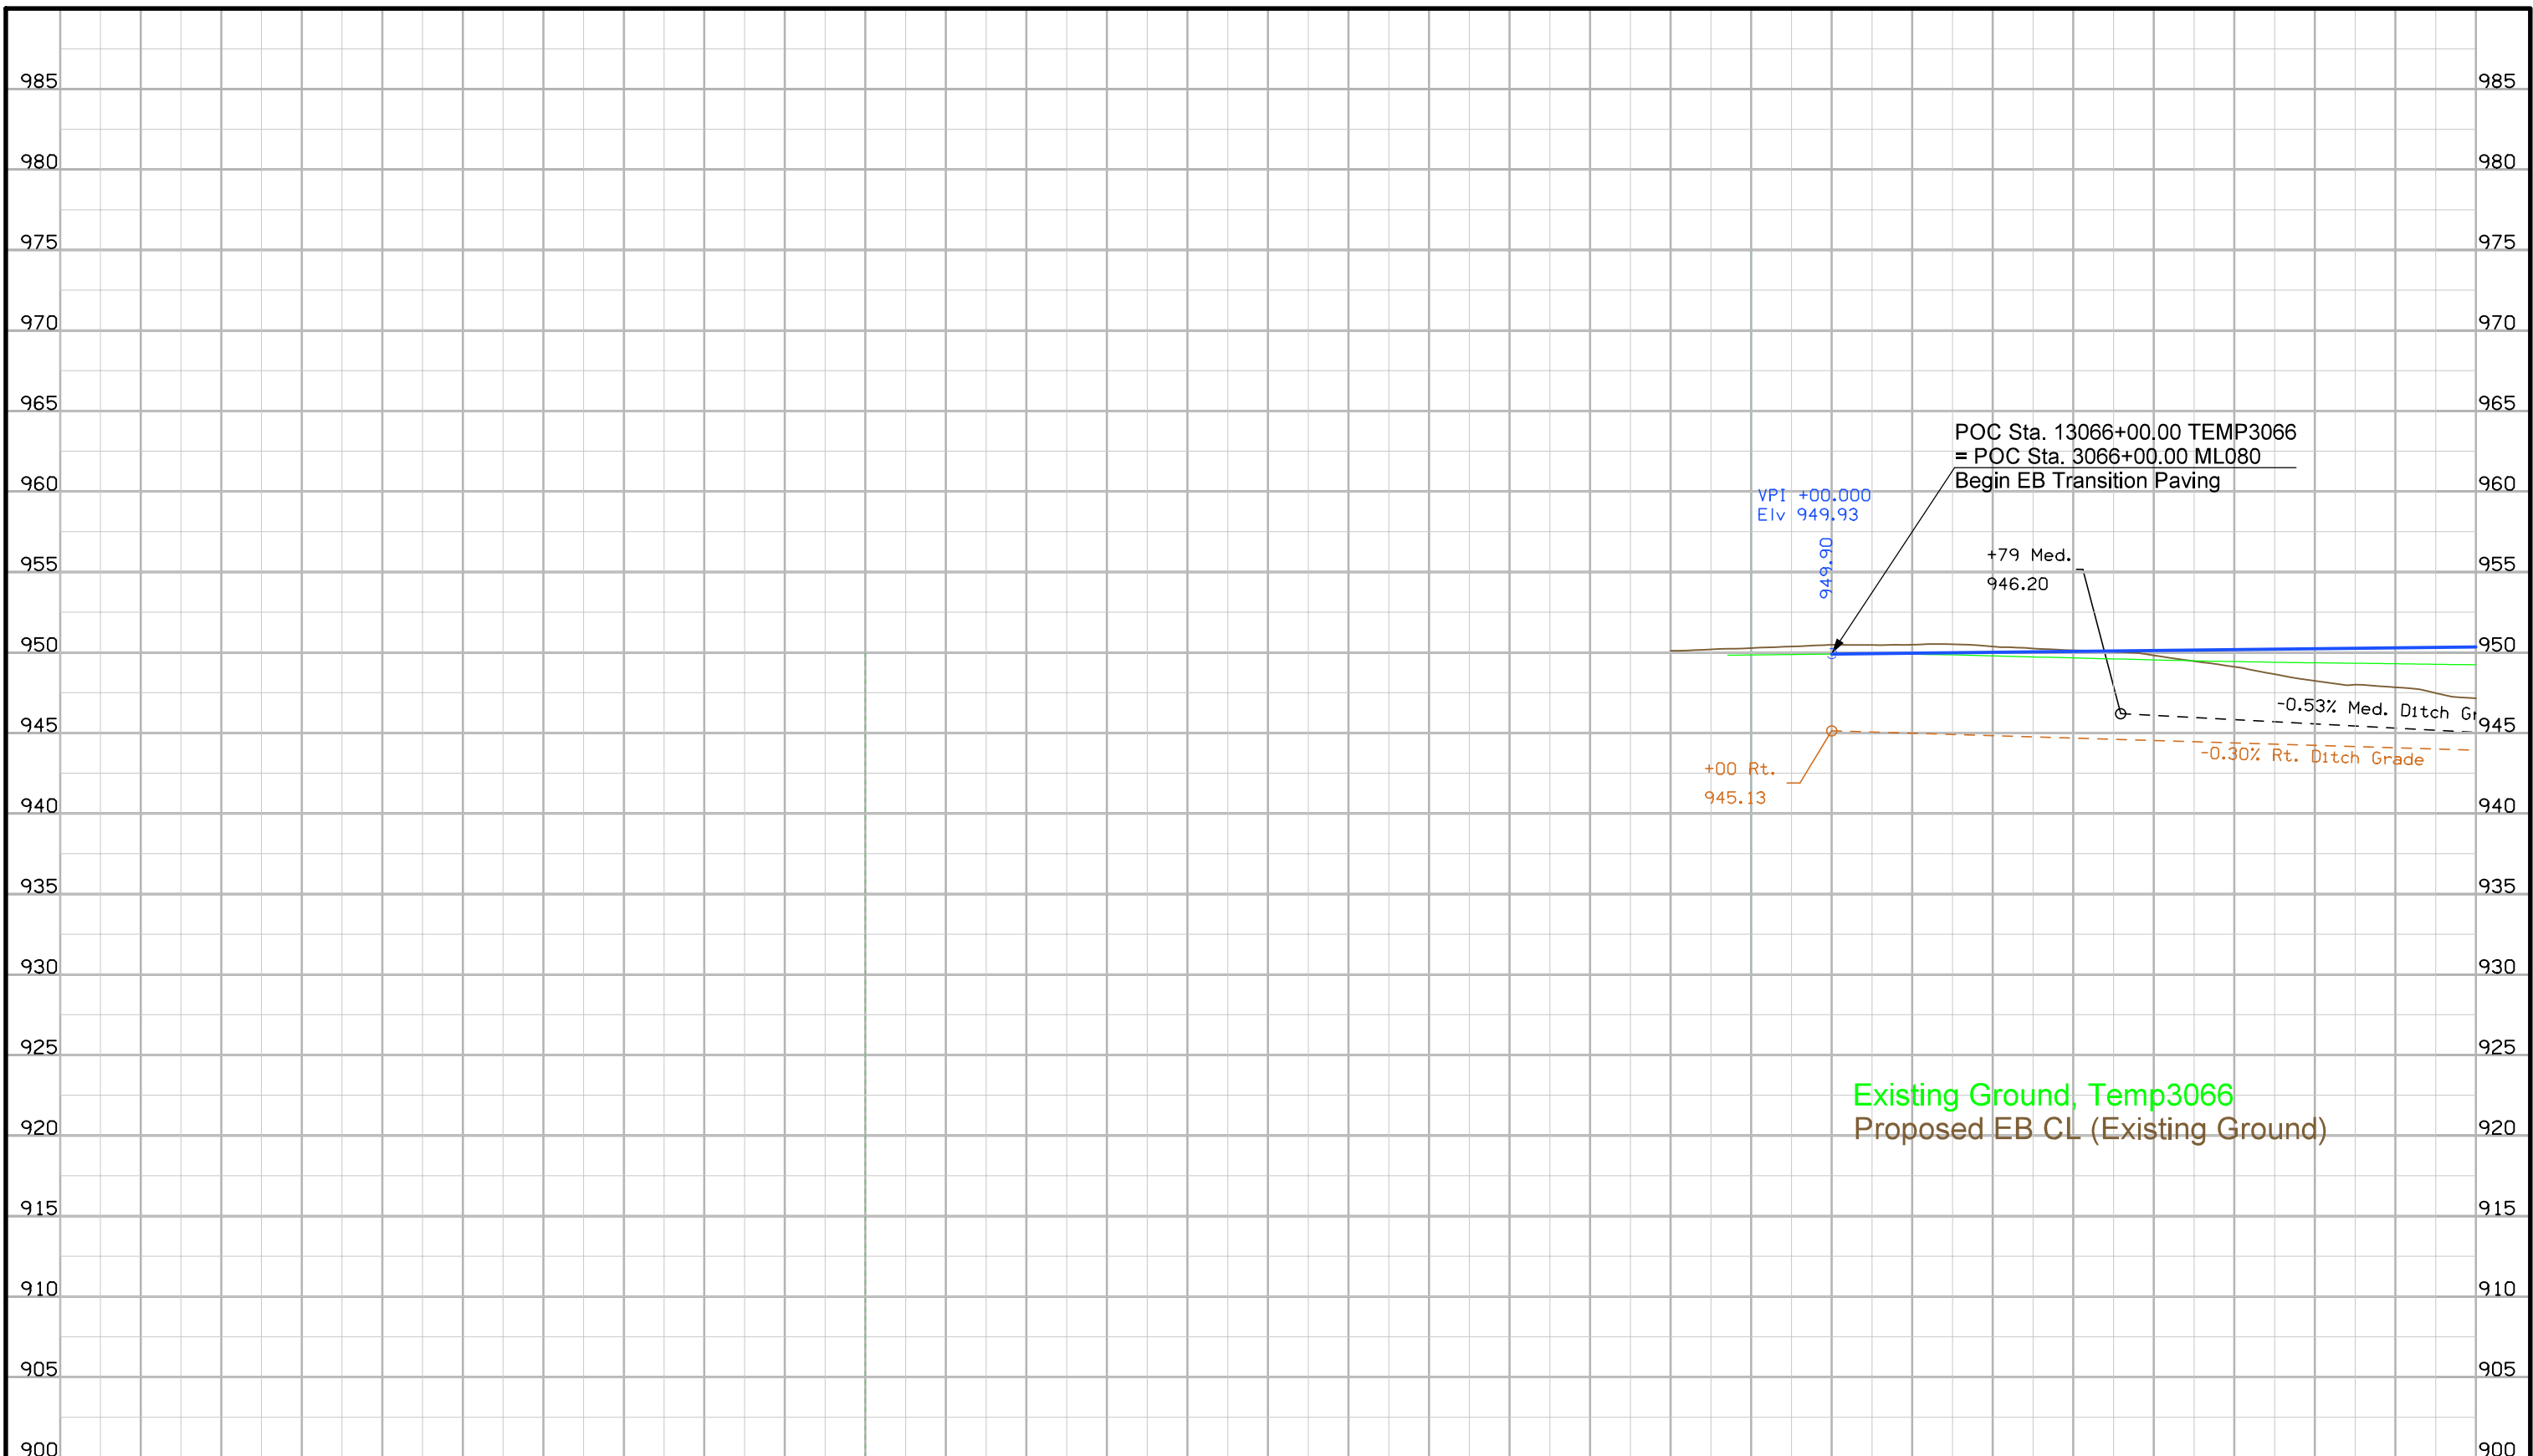 985 985
980 980
975 975
970 970
965 965
POC Sta. 13066+00.00 TEMP3066
= POC Sta. 3066+00.00 ML080
Begin EB Transition Paving
960 960
VPI +00.000
Elv 949.93
949.90
955 955
+79 Med.
946.20
950 950
-0.53% Med. Ditch Gr
945 945
-0.30% Rt. Ditch Grade
+00 Rt.
945.13
940 940
935 935
930 930
925 925
Existing Ground, Temp3066
Proposed EB CL (Existing Ground)
920 920
915 915
910 910
905 905
900 900